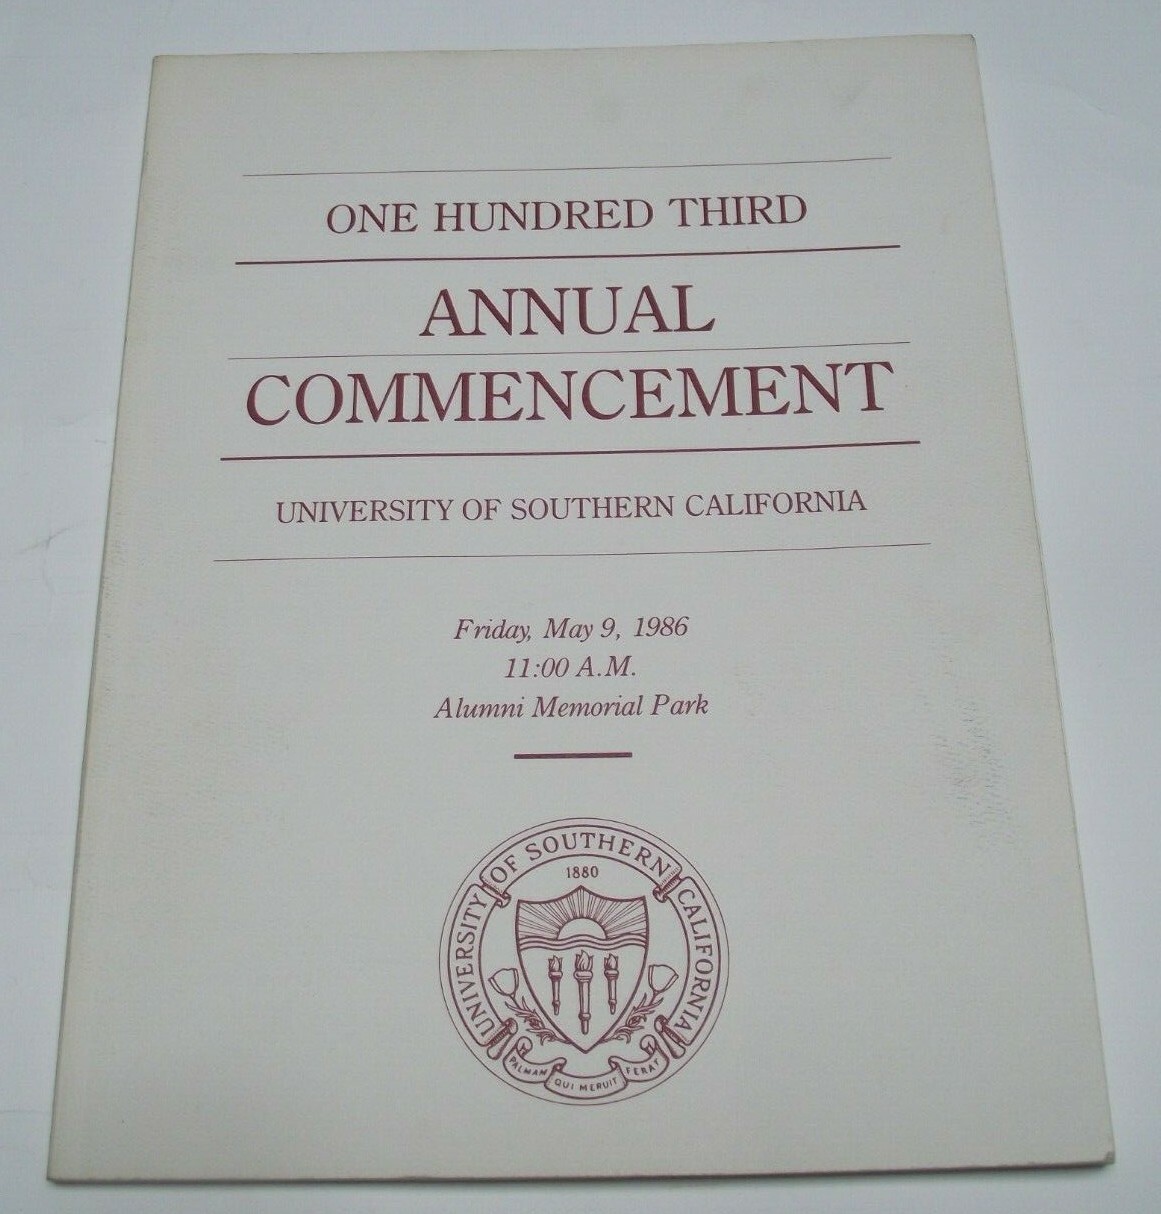 ONE HUNDRED THIRD
ANNUAL
COMMENCEMENT
UNIVERSITY OF SOUTHERN CALIFORNIA
Friday, May 9, 1986
11:00 A.M.
Alumni Memorial Park
UNIVERSITY OF SOUTHERN CALIFORNIA
1880
PALMAM QUI MERUIT FERAT